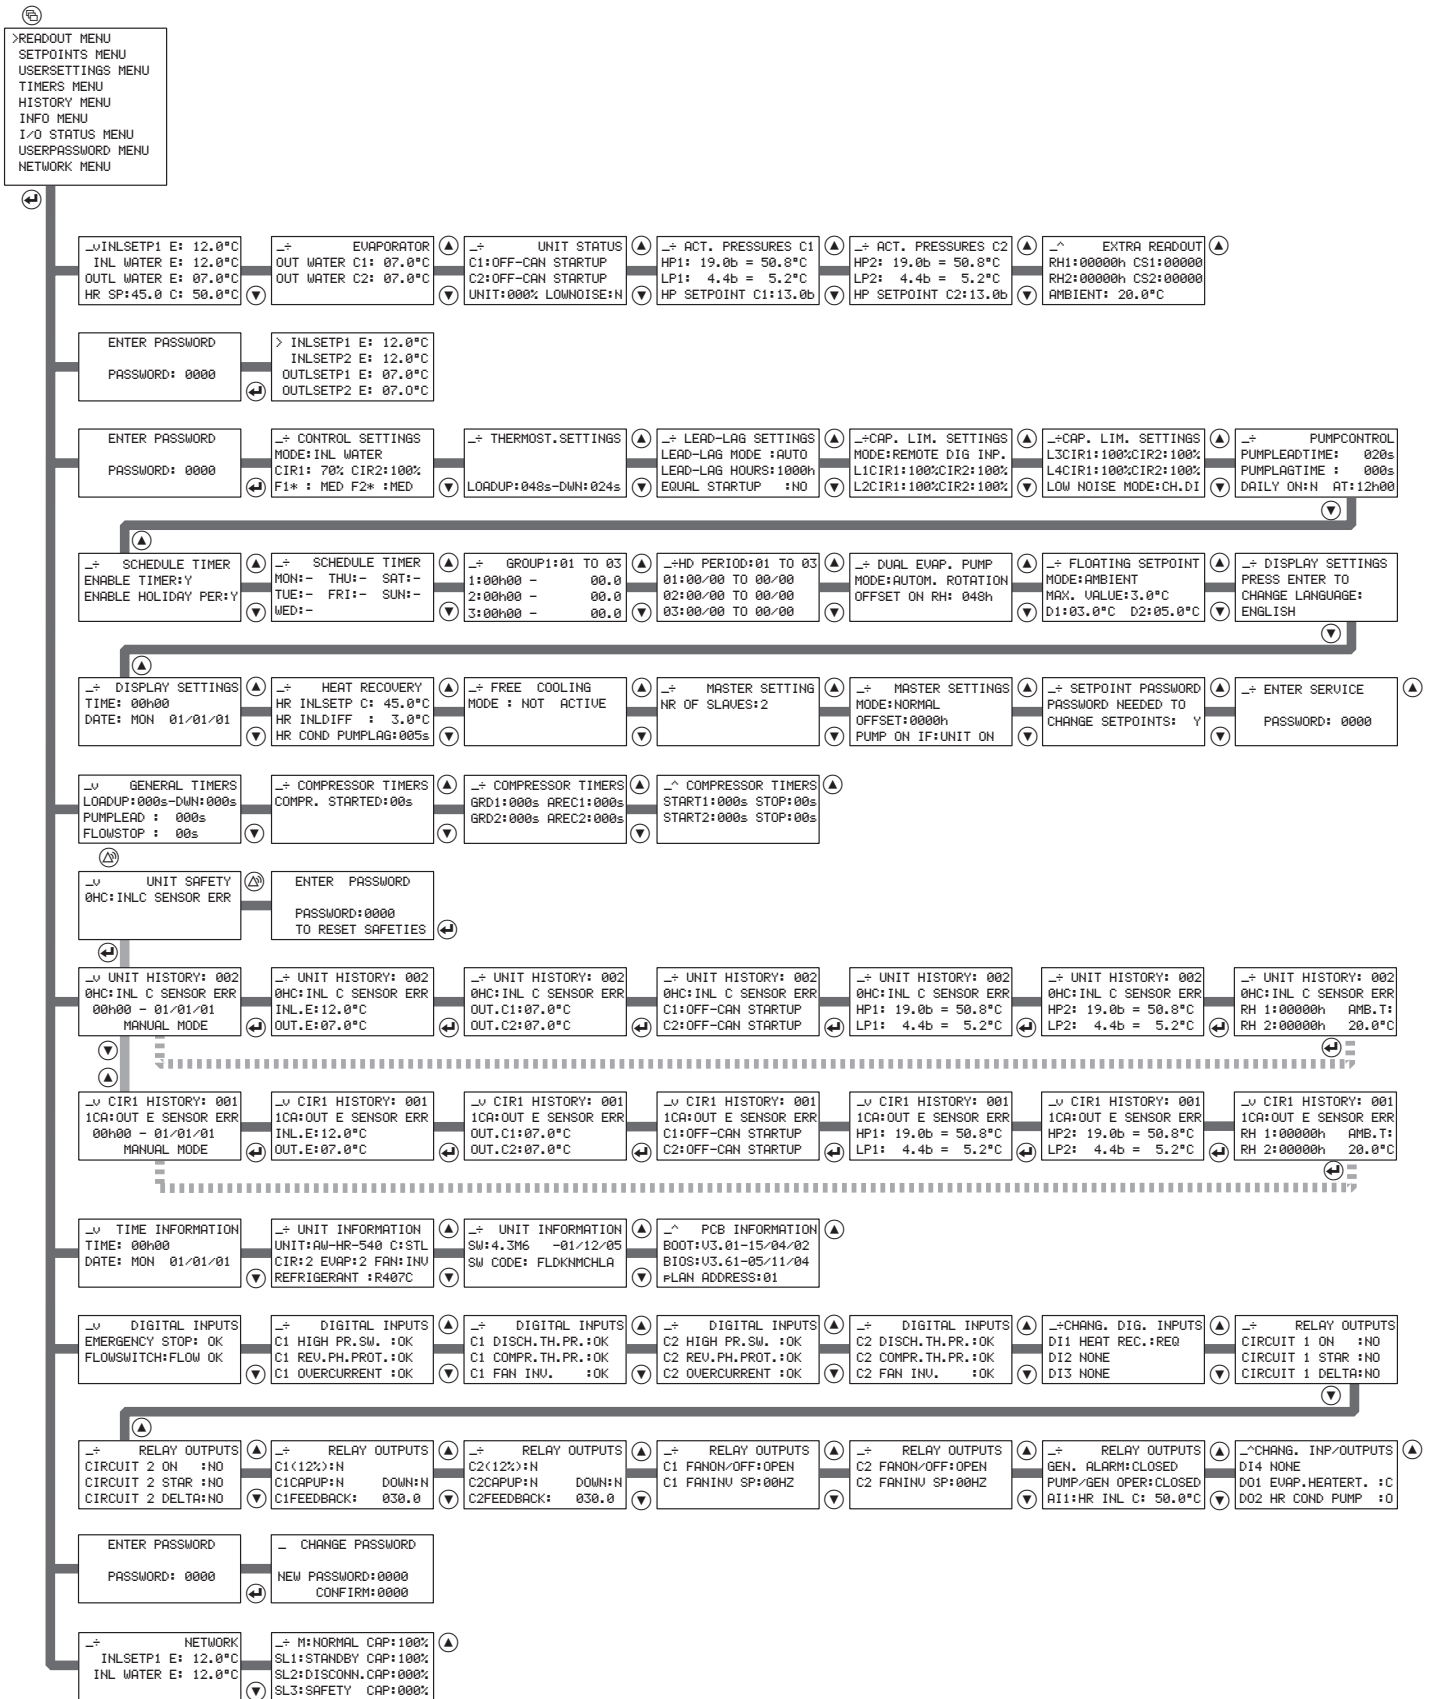 >READOUT MENU
SETPOINTS MENU
USERSETTINGS MENU
TIMERS MENU
HISTORY MENU
INFO MENU
I/O STATUS MENU
USERPASSWORD MENU
NETWORK MENU
_vINLSETP1 E: 12.0°C
INL WATER E: 12.0°C
OUTL WATER E: 07.0°C
HR SP:45.0 C: 50.0°C
_÷ EVAPORATOR
OUT WATER C1: 07.0°C
OUT WATER C2: 07.0°C
_÷ UNIT STATUS
C1:OFF-CAN STARTUP
C2:OFF-CAN STARTUP
UNIT:000% LOWNOISE:N
_÷ ACT. PRESSURES C1
HP1: 19.0b = 50.8°C
LP1: 4.4b = 5.2°C
HP SETPOINT C1:13.0b
_÷ ACT. PRESSURES C2
HP2: 19.0b = 50.8°C
LP2: 4.4b = 5.2°C
HP SETPOINT C2:13.0b
_^ EXTRA READOUT
RH1:00000h CS1:00000
RH2:00000h CS2:00000
AMBIENT: 20.0°C
ENTER PASSWORD
PASSWORD: 0000
> INLSETP1 E: 12.0°C
INLSETP2 E: 12.0°C
OUTLSETP1 E: 07.0°C
OUTLSETP2 E: 07.0°C
ENTER PASSWORD
PASSWORD: 0000
_÷ CONTROL SETTINGS
MODE:INL WATER
CIR1: 70% CIR2:100%
F1* : MED F2* :MED
_÷ THERMOST.SETTINGS
LOADUP:048s-DWN:024s
_÷ LEAD-LAG SETTINGS
LEAD-LAG MODE :AUTO
LEAD-LAG HOURS:1000h
EQUAL STARTUP :NO
_÷CAP. LIM. SETTINGS
MODE:REMOTE DIG INP.
L1CIR1:100%CIR2:100%
L2CIR1:100%CIR2:100%
_÷CAP. LIM. SETTINGS
L3CIR1:100%CIR2:100%
L4CIR1:100%CIR2:100%
LOW NOISE MODE:CH.DI
_÷ PUMPCONTROL
PUMPLEADTIME: 020s
PUMPLAGTIME : 000s
DAILY ON:N AT:12h00
_÷ SCHEDULE TIMER
ENABLE TIMER:Y
ENABLE HOLIDAY PER:Y
_÷ SCHEDULE TIMER
MON:- THU:- SAT:-
TUE:- FRI:- SUN:-
WED:-
_÷ GROUP1:01 TO 03
1:00h00 - 00.0
2:00h00 - 00.0
3:00h00 - 00.0
_÷HD PERIOD:01 TO 03
01:00/00 TO 00/00
02:00/00 TO 00/00
03:00/00 TO 00/00
_÷ DUAL EVAP. PUMP
MODE:AUTOM. ROTATION
OFFSET ON RH: 048h
_÷ FLOATING SETPOINT
MODE:AMBIENT
MAX. VALUE:3.0°C
D1:03.0°C D2:05.0°C
_÷ DISPLAY SETTINGS
PRESS ENTER TO
CHANGE LANGUAGE:
ENGLISH
_÷ DISPLAY SETTINGS
TIME: 00h00
DATE: MON 01/01/01
_÷ HEAT RECOVERY
HR INLSETP C: 45.0°C
HR INLDIFF : 3.0°C
HR COND PUMPLAG:005s
_÷ FREE COOLING
MODE : NOT ACTIVE
_÷ MASTER SETTING
NR OF SLAVES:2
_÷ MASTER SETTINGS
MODE:NORMAL
OFFSET:0000h
PUMP ON IF:UNIT ON
_÷ SETPOINT PASSWORD
PASSWORD NEEDED TO
CHANGE SETPOINTS: Y
_÷ ENTER SERVICE
PASSWORD: 0000
_v GENERAL TIMERS
LOADUP:000s-DWN:000s
PUMPLEAD : 000s
FLOWSTOP : 00s
_÷ COMPRESSOR TIMERS
COMPR. STARTED:00s
_÷ COMPRESSOR TIMERS
GRD1:000s AREC1:000s
GRD2:000s AREC2:000s
_^ COMPRESSOR TIMERS
START1:000s STOP:00s
START2:000s STOP:00s
_v UNIT SAFETY
0HC:INLC SENSOR ERR
ENTER PASSWORD
PASSWORD:0000
TO RESET SAFETIES
_v UNIT HISTORY: 002
0HC:INL C SENSOR ERR
00h00 - 01/01/01
MANUAL MODE
_÷ UNIT HISTORY: 002
0HC:INL C SENSOR ERR
INL.E:12.0°C
OUT.E:07.0°C
_÷ UNIT HISTORY: 002
0HC:INL C SENSOR ERR
OUT.C1:07.0°C
OUT.C2:07.0°C
_÷ UNIT HISTORY: 002
0HC:INL C SENSOR ERR
C1:OFF-CAN STARTUP
C2:OFF-CAN STARTUP
_÷ UNIT HISTORY: 002
0HC:INL C SENSOR ERR
HP1: 19.0b = 50.8°C
LP1: 4.4b = 5.2°C
_÷ UNIT HISTORY: 002
0HC:INL C SENSOR ERR
HP2: 19.0b = 50.8°C
LP2: 4.4b = 5.2°C
_÷ UNIT HISTORY: 002
0HC:INL C SENSOR ERR
RH 1:00000h AMB.T:
RH 2:00000h 20.0°C
_v CIR1 HISTORY: 001
1CA:OUT E SENSOR ERR
00h00 - 01/01/01
MANUAL MODE
_v CIR1 HISTORY: 001
1CA:OUT E SENSOR ERR
INL.E:12.0°C
OUT.E:07.0°C
_v CIR1 HISTORY: 001
1CA:OUT E SENSOR ERR
OUT.C1:07.0°C
OUT.C2:07.0°C
_v CIR1 HISTORY: 001
1CA:OUT E SENSOR ERR
C1:OFF-CAN STARTUP
C2:OFF-CAN STARTUP
_v CIR1 HISTORY: 001
1CA:OUT E SENSOR ERR
HP1: 19.0b = 50.8°C
LP1: 4.4b = 5.2°C
_v CIR1 HISTORY: 001
1CA:OUT E SENSOR ERR
HP2: 19.0b = 50.8°C
LP2: 4.4b = 5.2°C
_v CIR1 HISTORY: 001
1CA:OUT E SENSOR ERR
RH 1:00000h AMB.T:
RH 2:00000h 20.0°C
_v TIME INFORMATION
TIME: 00h00
DATE: MON 01/01/01
_÷ UNIT INFORMATION
UNIT:AW-HR-540 C:STL
CIR:2 EVAP:2 FAN:INV
REFRIGERANT :R407C
_÷ UNIT INFORMATION
SW:4.3M6 -01/12/05
SW CODE: FLDKNMCHLA
_^ PCB INFORMATION
BOOT:V3.01-15/04/02
BIOS:V3.61-05/11/04
pLAN ADDRESS:01
_v DIGITAL INPUTS
EMERGENCY STOP: OK
FLOWSWITCH:FLOW OK
_÷ DIGITAL INPUTS
C1 HIGH PR.SW. :OK
C1 REV.PH.PROT.:OK
C1 OVERCURRENT :OK
_÷ DIGITAL INPUTS
C1 DISCH.TH.PR.:OK
C1 COMPR.TH.PR.:OK
C1 FAN INV. :OK
_÷ DIGITAL INPUTS
C2 HIGH PR.SW. :OK
C2 REV.PH.PROT.:OK
C2 OVERCURRENT :OK
_÷ DIGITAL INPUTS
C2 DISCH.TH.PR.:OK
C2 COMPR.TH.PR.:OK
C2 FAN INV. :OK
_÷CHANG. DIG. INPUTS
DI1 HEAT REC.:REQ
DI2 NONE
DI3 NONE
_÷ RELAY OUTPUTS
CIRCUIT 1 ON :NO
CIRCUIT 1 STAR :NO
CIRCUIT 1 DELTA:NO
_÷ RELAY OUTPUTS
CIRCUIT 2 ON :NO
CIRCUIT 2 STAR :NO
CIRCUIT 2 DELTA:NO
_÷ RELAY OUTPUTS
C1(12%):N
C1CAPUP:N DOWN:N
C1FEEDBACK: 030.0
_÷ RELAY OUTPUTS
C2(12%):N
C2CAPUP:N DOWN:N
C2FEEDBACK: 030.0
_÷ RELAY OUTPUTS
C1 FANON/OFF:OPEN
C1 FANINV SP:00HZ
_÷ RELAY OUTPUTS
C2 FANON/OFF:OPEN
C2 FANINV SP:00HZ
_÷ RELAY OUTPUTS
GEN. ALARM:CLOSED
PUMP/GEN OPER:CLOSED
AI1:HR INL C: 50.0°C
_^CHANG. INP/OUTPUTS
DI4 NONE
DO1 EVAP.HEATERT. :C
DO2 HR COND PUMP :O
ENTER PASSWORD
PASSWORD: 0000
_ CHANGE PASSWORD
NEW PASSWORD:0000
CONFIRM:0000
_÷ NETWORK
INLSETP1 E: 12.0°C
INL WATER E: 12.0°C
_÷ M:NORMAL CAP:100%
SL1:STANDBY CAP:100%
SL2:DISCONN.CAP:000%
SL3:SAFETY CAP:000%